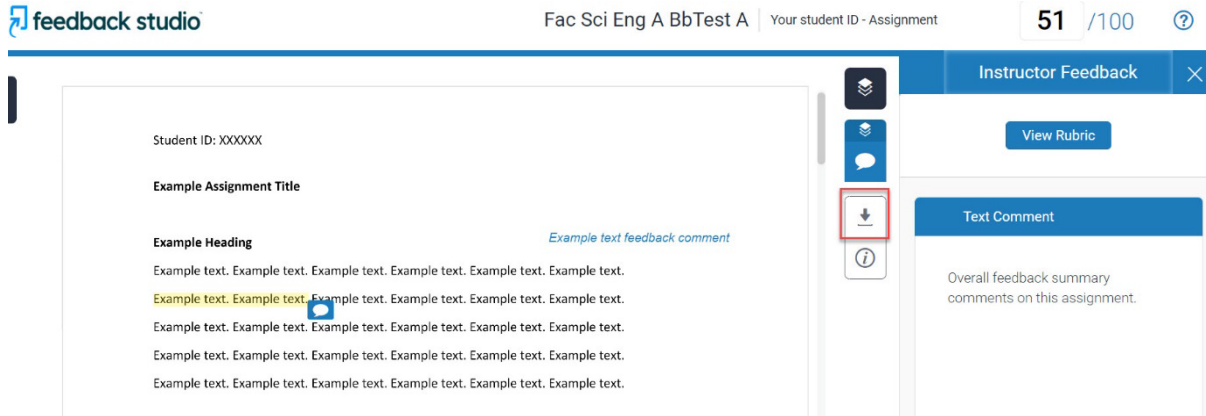 feedback studio
Fac Sci Eng A BbTest A
Your student ID - Assignment
51 /100
?
Instructor Feedback
View Rubric
Student ID: XXXXXX
Example Assignment Title
Example Heading
Example text feedback comment
Example text. Example text. Example text. Example text. Example text. Example text.
Example text. Example text. Example text. Example text. Example text. Example text.
Example text. Example text. Example text. Example text. Example text. Example text.
Example text. Example text. Example text. Example text. Example text. Example text.
Example text. Example text. Example text. Example text. Example text. Example text.
i
Text Comment
Overall feedback summary
comments on this assignment.